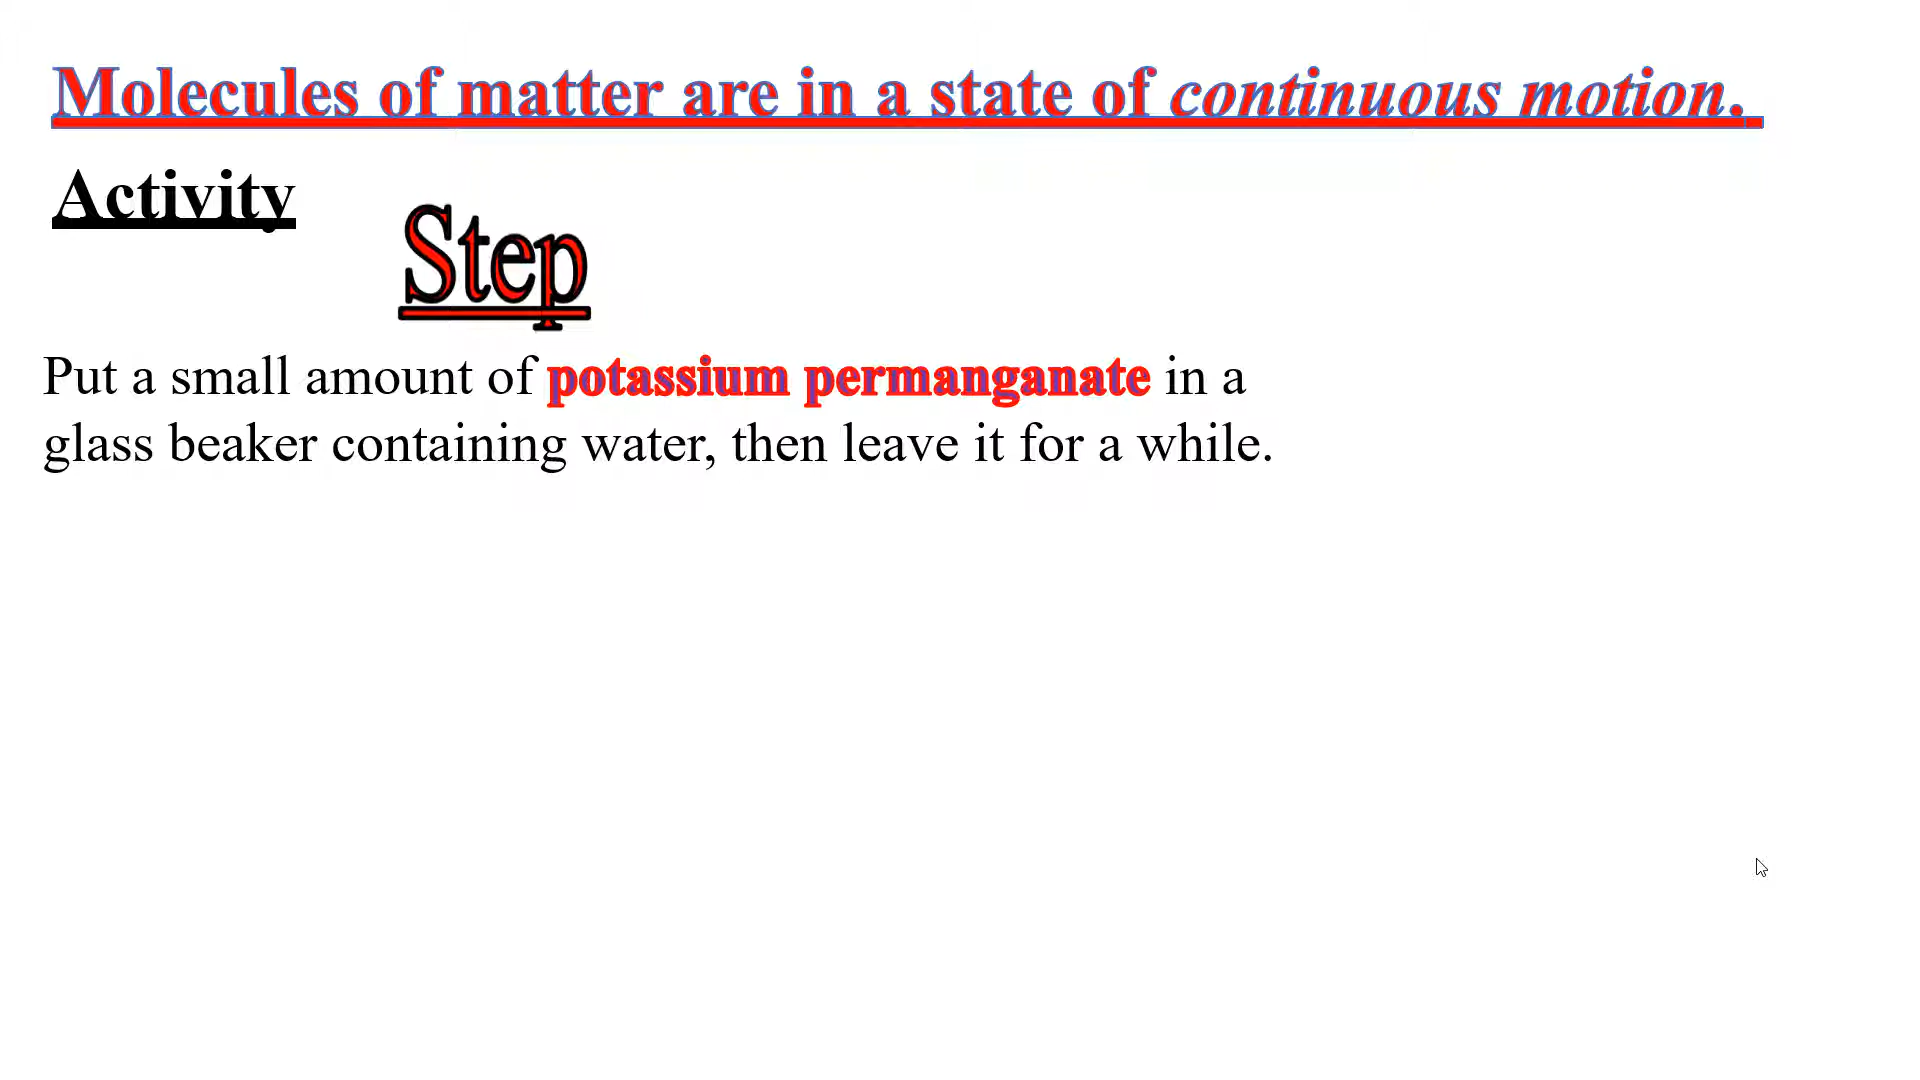 Molecules of matter are in a state of continuous motion.
Activity
Step
Put a small amount of potassium permanganate in a
glass beaker containing water, then leave it for a while.